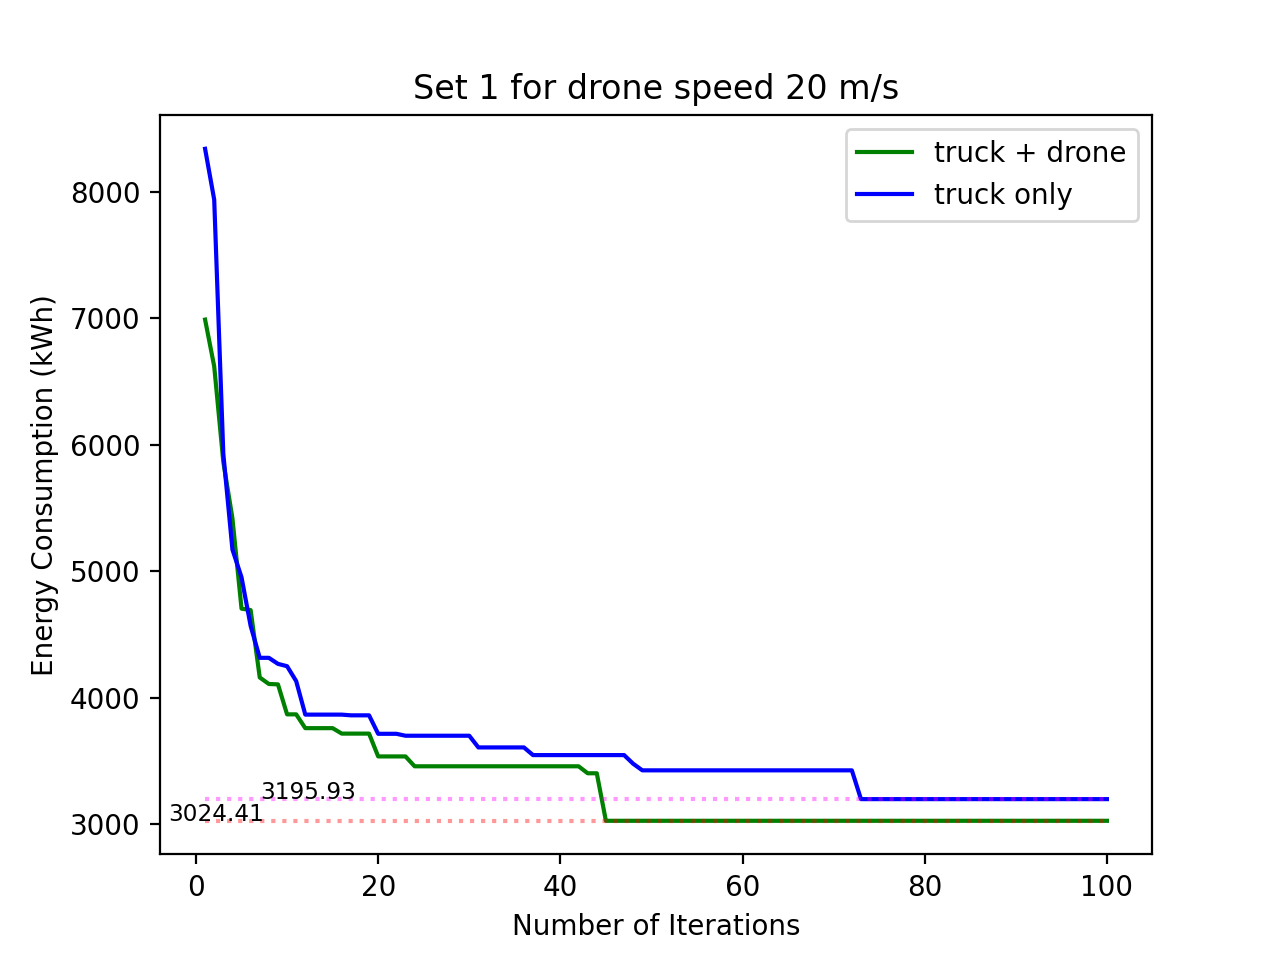 Set 1 for drone speed 20 m/s
truck + drone
truck only
8000
7000
6000
5000
4000
3000
Energy Consumption (kWh)
3195.93
3024.41
0
20
40
60
80
100
Number of Iterations